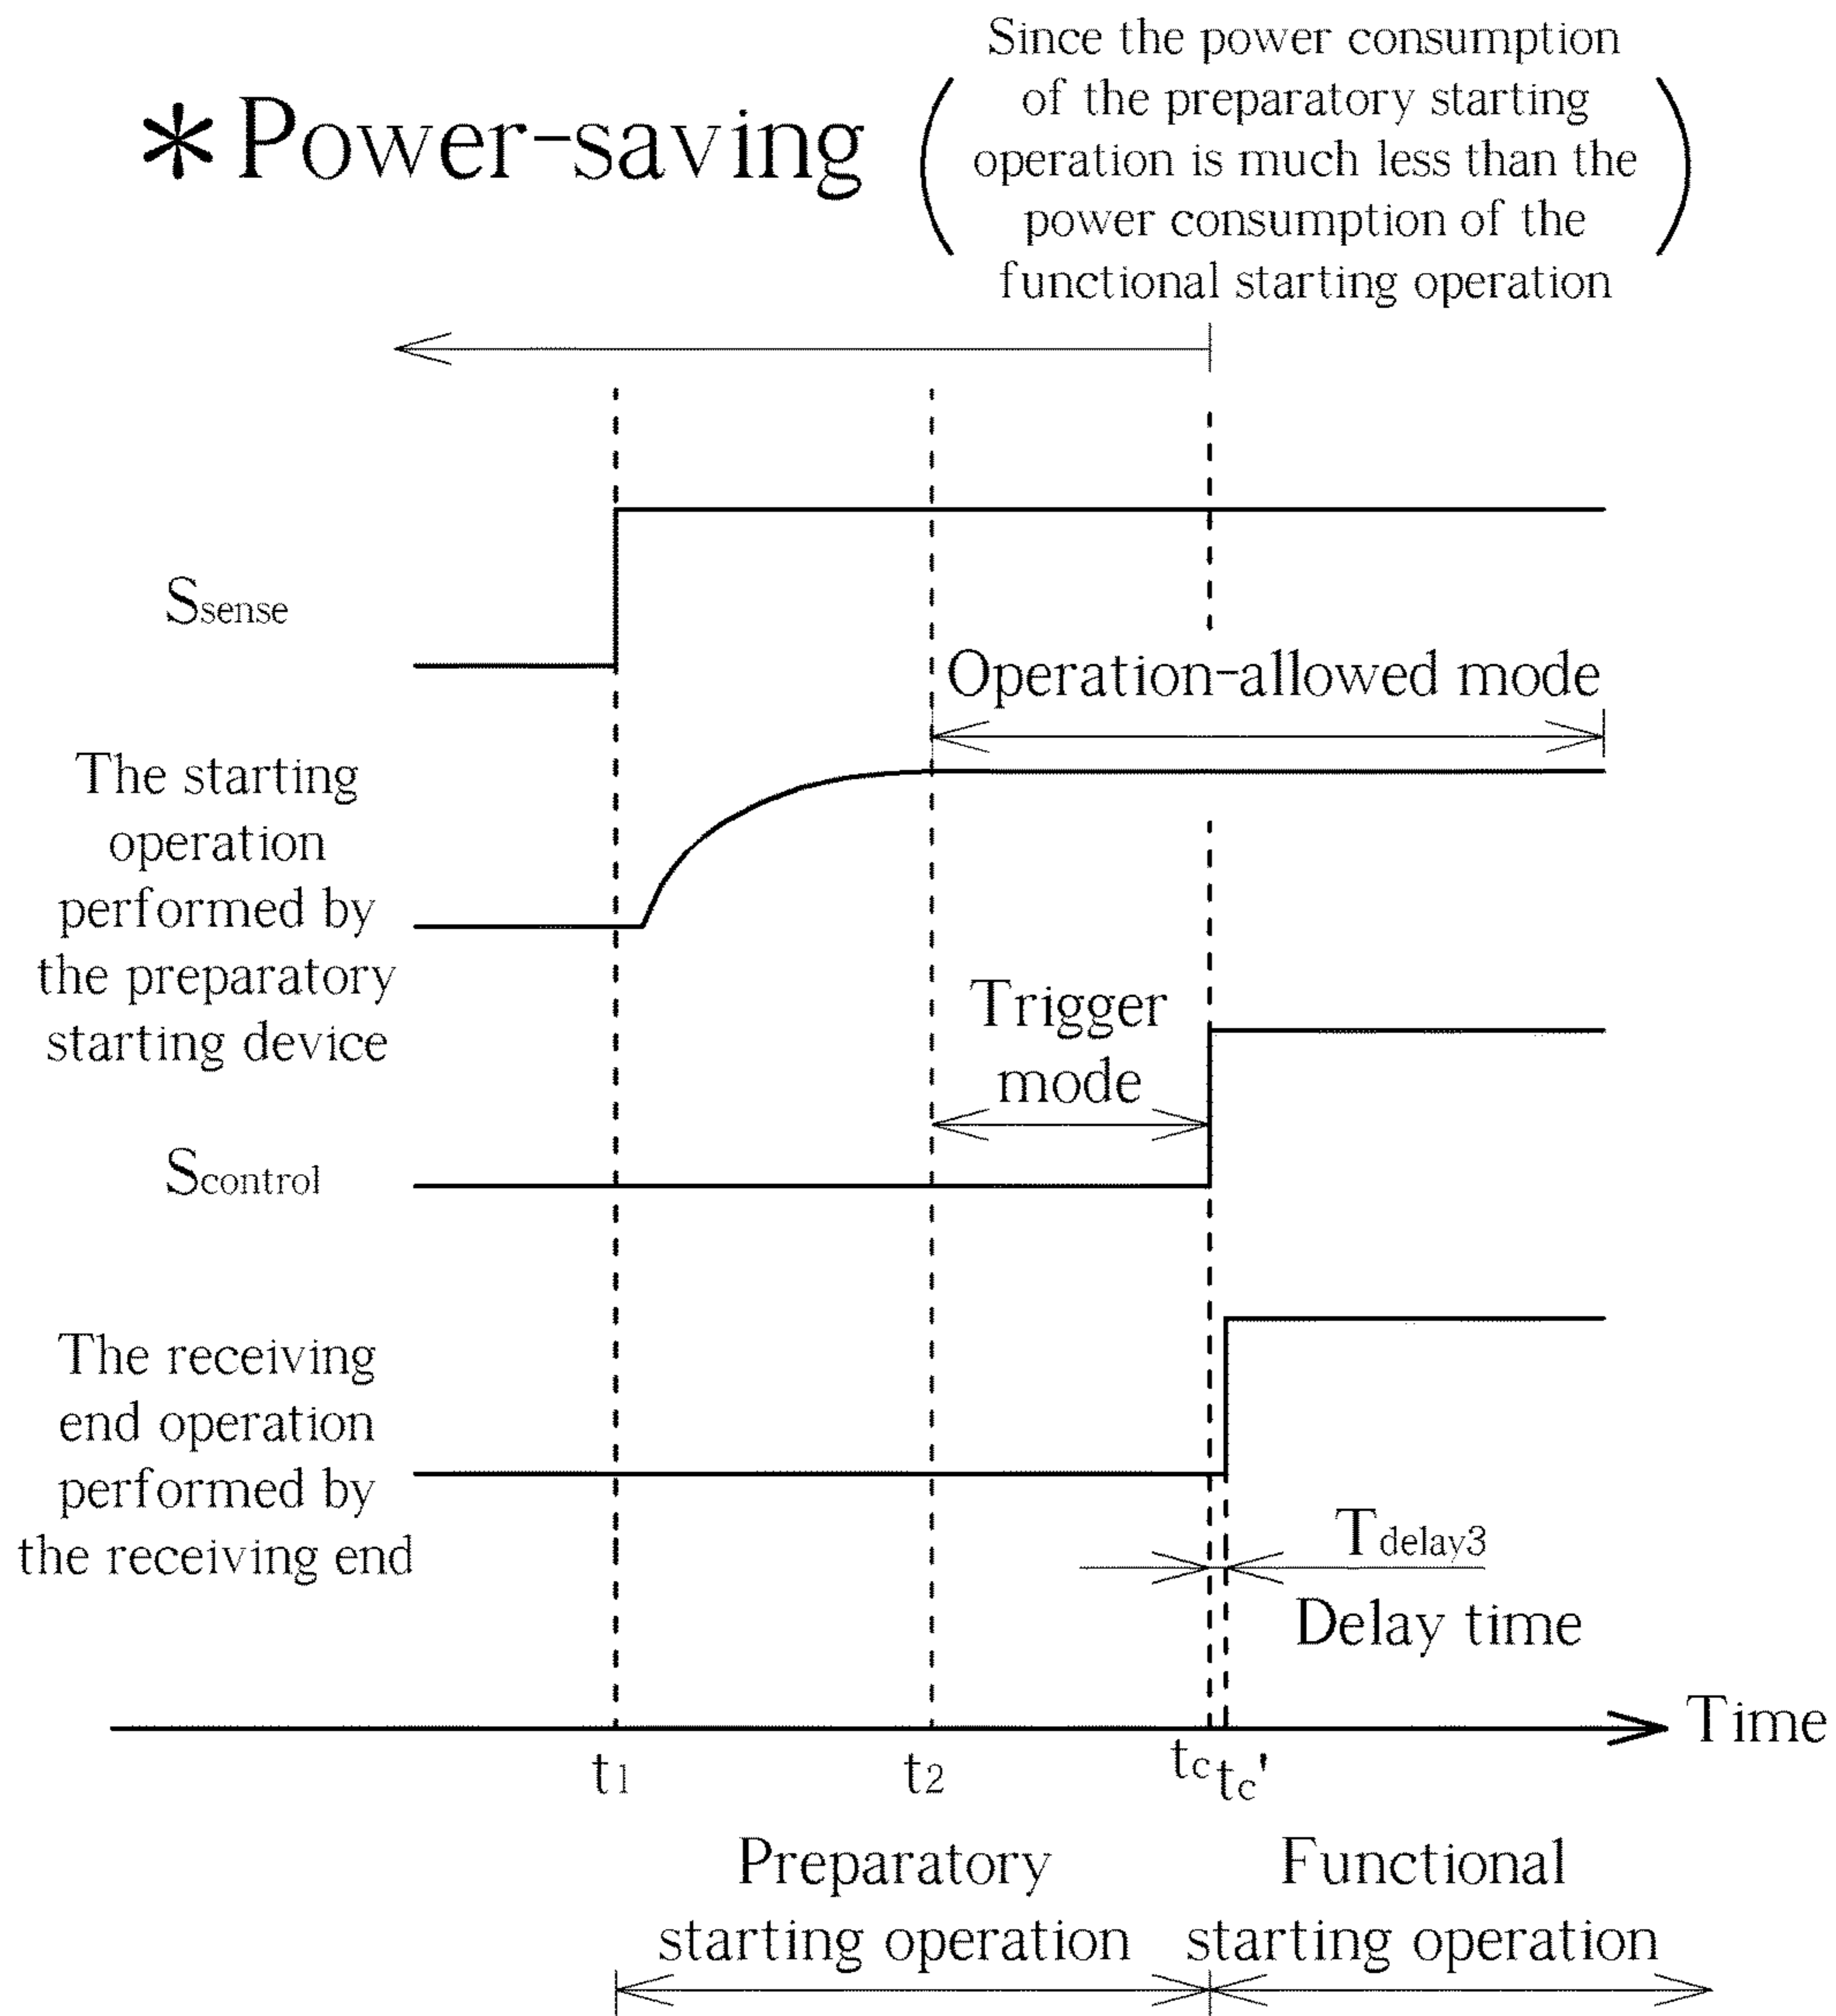 Since the power consumption
of the preparatory starting
operation is much less than the
power consumption of the
functional starting operation
*Power-saving
Ssense
Operation-allowed mode
The starting
operation
performed by
the preparatory
starting device
Trigger
mode
Scontrol
The receiving
end operation
performed by
the receiving end
Tdelay3
Delay time
Time
t1 t2 tc tc'
Preparatory
starting operation
Functional
starting operation